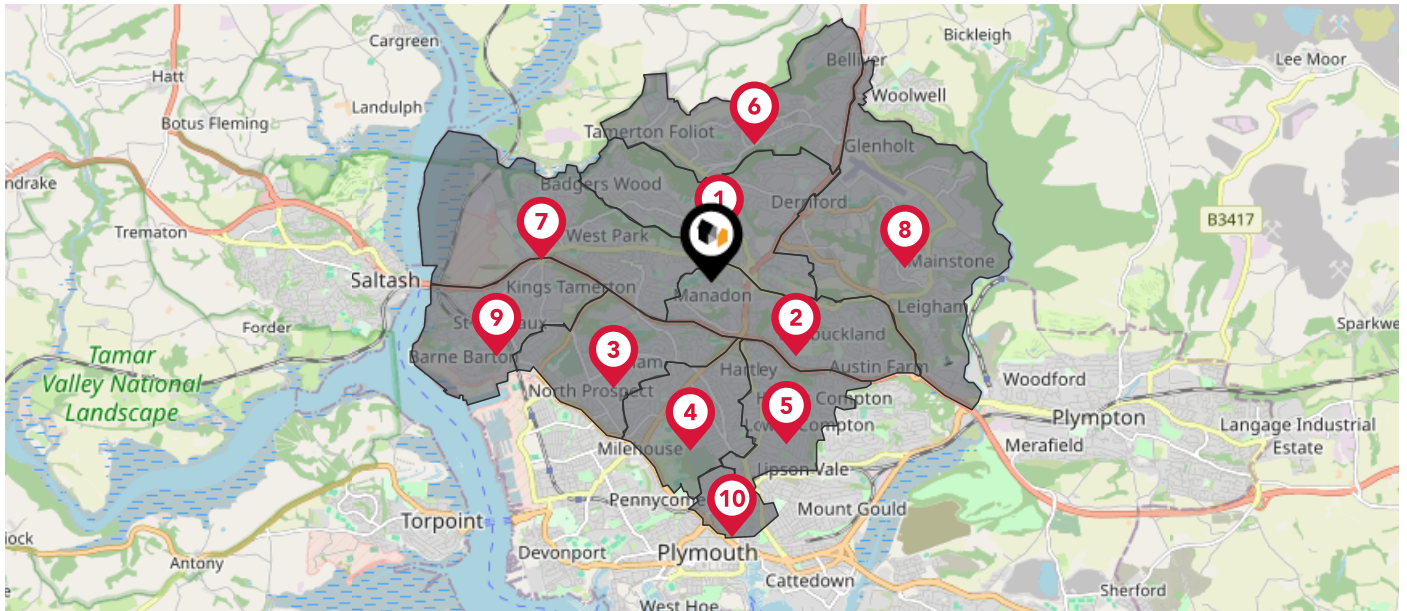 Cargreen
Bickleigh
Hatt
Belliver
Lee Moor
Landulph
Woolwell
6
Botus Fleming
Tamerton Foliot
Glenholt
ndrake
Badgers Wood
1
Derriford
B3417
7
Trematon
West Park
8
Mainstone
Saltash
Kings Tamerton
Manadon
Leigham
9
2
Forder
Sparkwe
3
Barne Barton
Tamar
Valley National
Landscape
Hartley
Austin Farm
Woodford
North Prospect
4
5
Compton
Plympton
Langage Industrial
Estate
Merafield
Milehouse
Lipson Vale
10
Pennycome
Mount Gould
Torpoint
iock
Devonport
Plymouth
Antony
Cattedown
Sherford
West Hoe